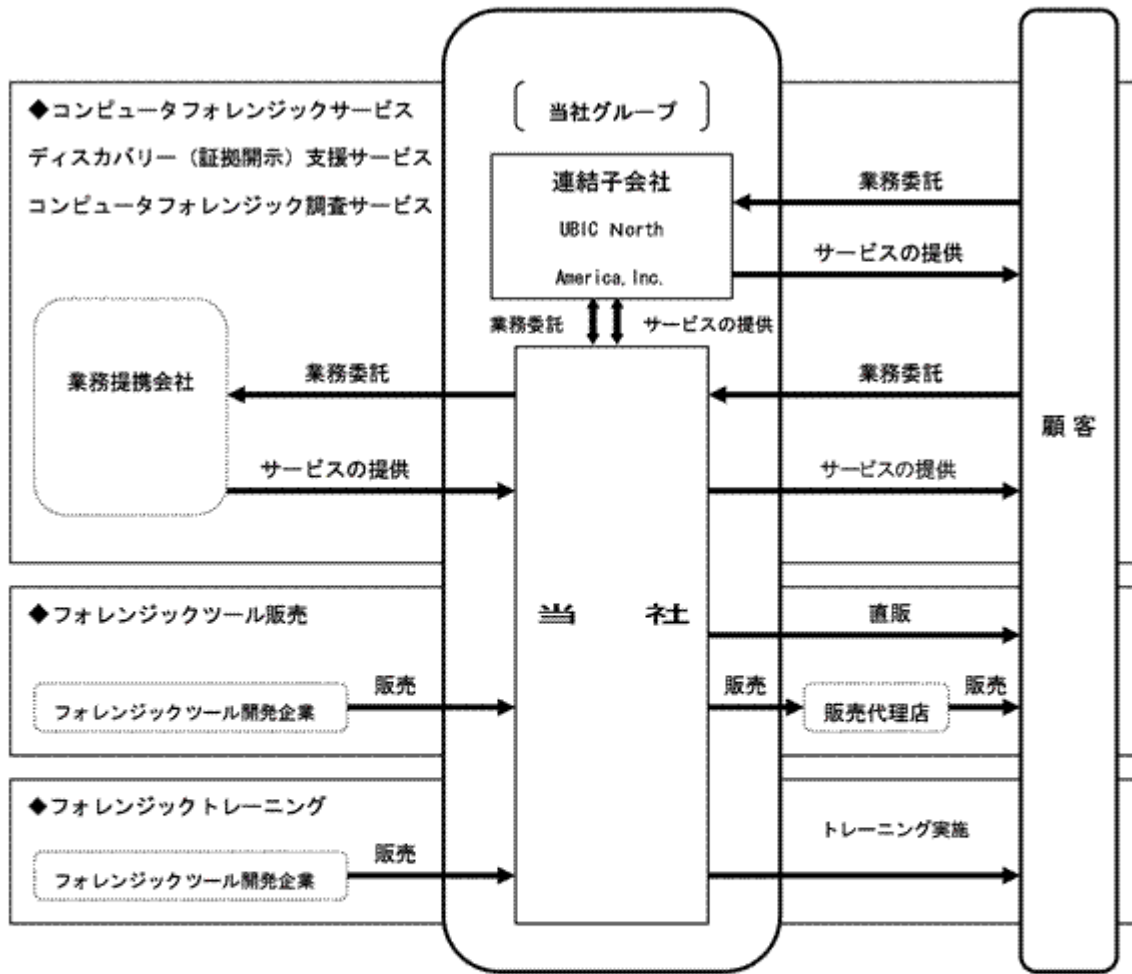 ◆コンピュータフォレンジックサービス
ディスカバリー（証拠開示）支援サービス
コンピュータフォレンジック調査サービス
〔 当社グループ 〕
連結子会社
UBIC North
America, Inc.
業務委託
サービスの提供
業務委託
サービスの提供
業務提携会社
業務委託
サービスの提供
業務委託
サービスの提供
顧客
◆フォレンジックツール販売
当 社
直販
フォレンジックツール開発企業
販売
販売
販売代理店
販売
◆フォレンジックトレーニング
フォレンジックツール開発企業
販売
トレーニング実施